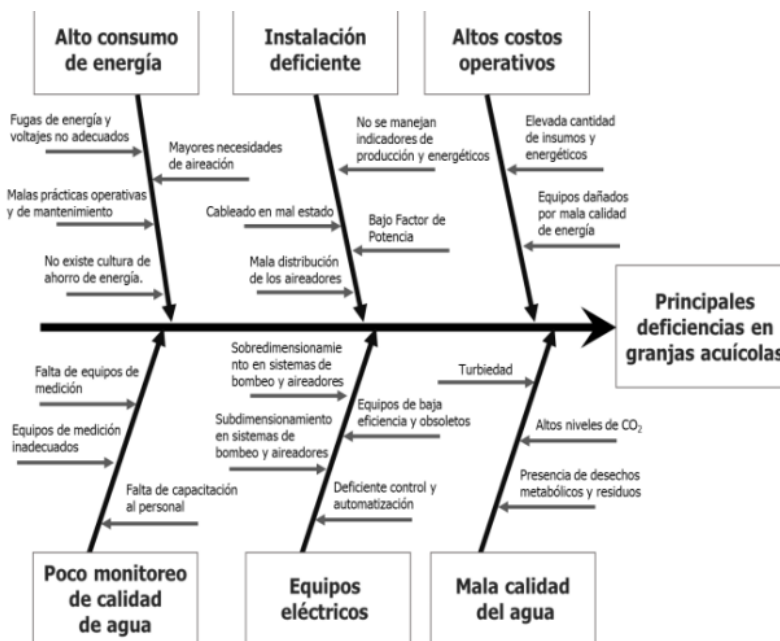 Alto consumo
de energía
Instalación
deficiente
Altos costos
operativos
Fugas de energía y
voltajes no adecuados
Mayores necesidades
de aireación
Malas prácticas operativas
y de mantenimiento
No existe cultura de
ahorro de energía.
No se manejan
indicadores de
producción y energéticos
Cableado en mal estado
Bajo Factor de
Potencia
Mala distribución
de los aireadores
Elevada cantidad
de insumos y
energéticos
Equipos dañados
por mala calidad
de energía
Principales
deficiencias en
granjas acuícolas
Falta de equipos de
medición
Equipos de medición
inadecuados
Falta de capacitación
al personal
Sobredimensionamie
nto en sistemas de
bombeo y aireadores
Equipos de baja
eficiencia y obsoletos
Subdimensionamiento
en sistemas de
bombeo y aireadores
Deficiente control y
automatización
Turbiedad
Altos niveles de CO₂
Presencia de desechos
metabólicos y residuos
Poco monitoreo
de calidad
de agua
Equipos
eléctricos
Mala calidad
del agua